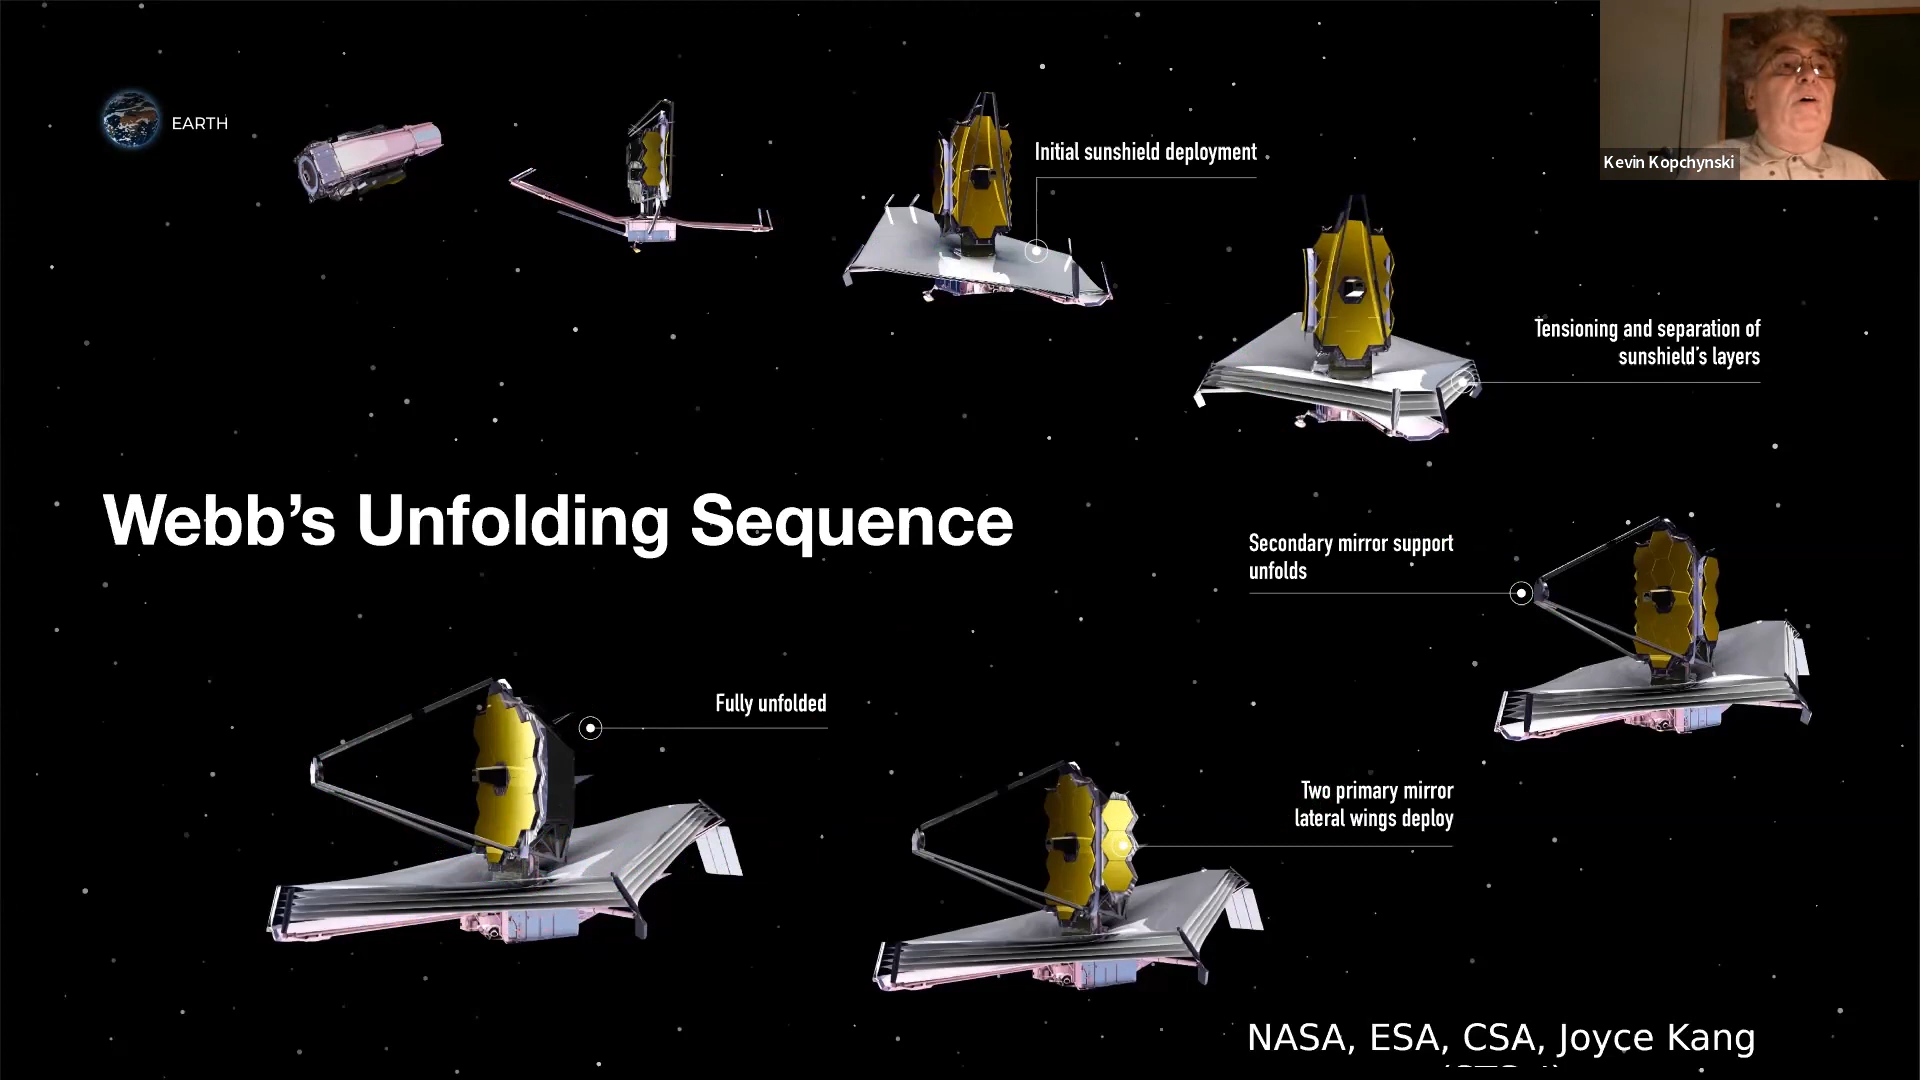 EARTH
Kevin Kopchynski
Initial sunshield deployment
Tensioning and separation of
sunshield’s layers
Webb’s Unfolding Sequence
Secondary mirror support
unfolds
Fully unfolded
Two primary mirror
lateral wings deploy
NASA, ESA, CSA, Joyce Kang